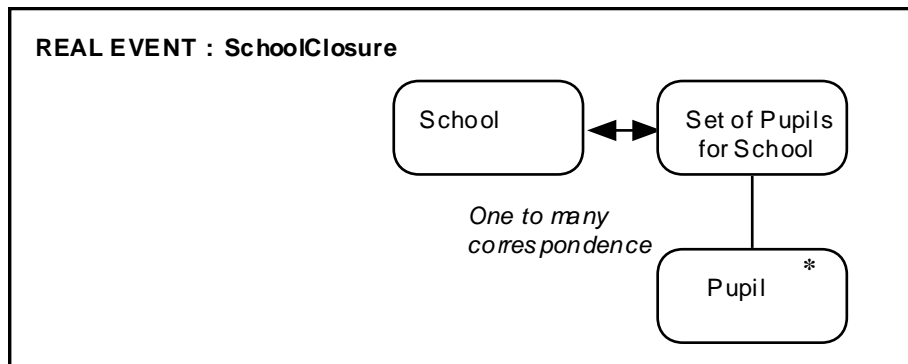 REAL EVENT : SchoolClosure
School
Set of Pupils
for School
One to many
correspondence
*
Pupil